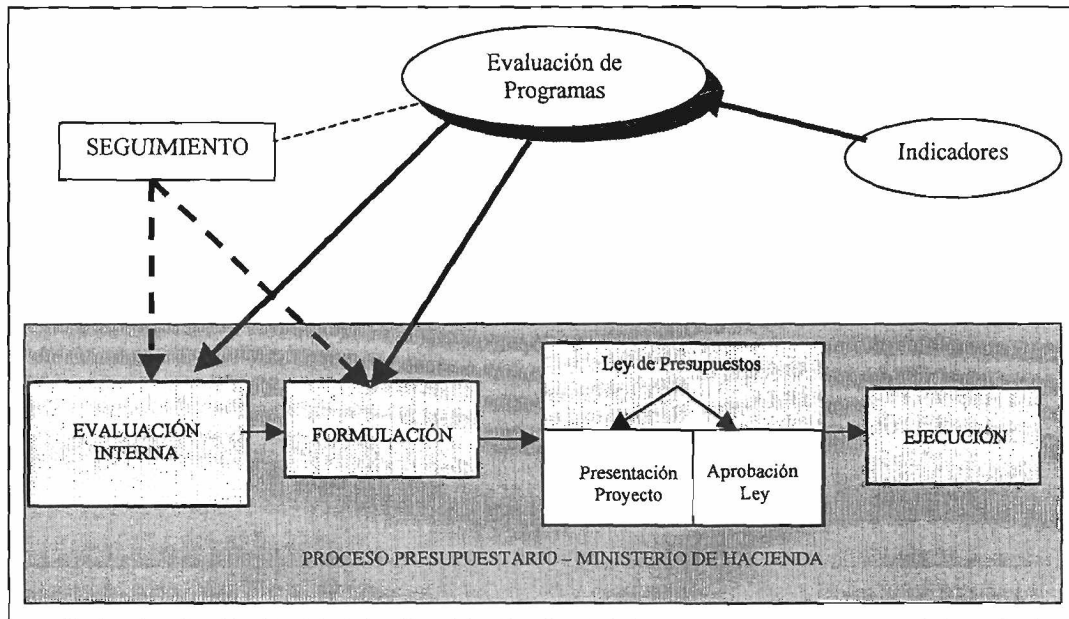 Evaluación de
Programas
SEGUIMIENTO
Indicadores
EVALUACIÓN
INTERNA
FORMULACIÓN
Ley de Presupuestos
Presentación
Proyecto
Aprobación
Ley
EJECUCIÓN
PROCESO PRESUPUESTARIO – MINISTERIO DE HACIENDA